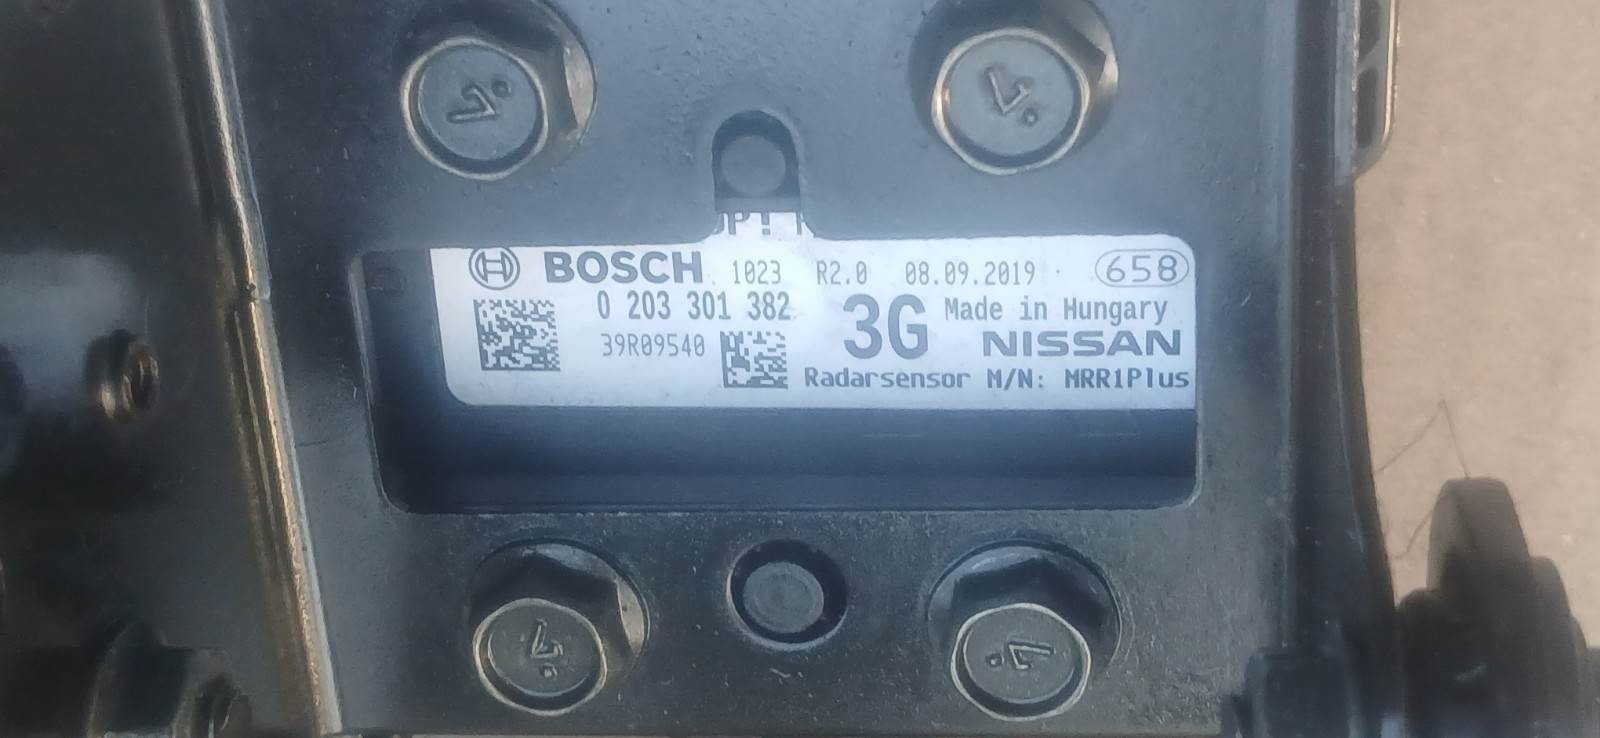 BOSCH 1023 R2.0 08.09.2019 658
0 203 301 382 3G Made in Hungary
39R09540 NISSAN
Radarsensor M/N: MRR1Plus